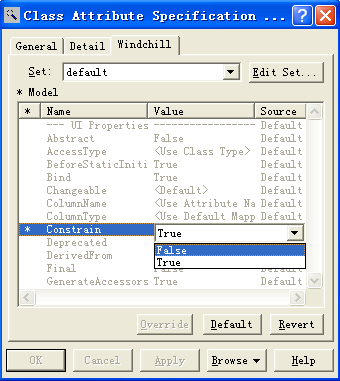 Class Attribute Specification ...
General Detail Windchill
Set: default Edit Set...
* Model
* Name Value Source
--- UI Properties ----------------- Default
Abstract False Default
AccessType <Use Class Type> Default
BeforeStaticIniti True Default
Bind True Default
Changeable <Default> Default
ColumnName <Use Attribute Na Default
ColumnType <Use Default Mapp Default
* Constrain True
Deprecated False
DerivedFrom True
Final False Default
GenerateAccessors True Default
Override Default Revert
OK Cancel Apply Browse Help